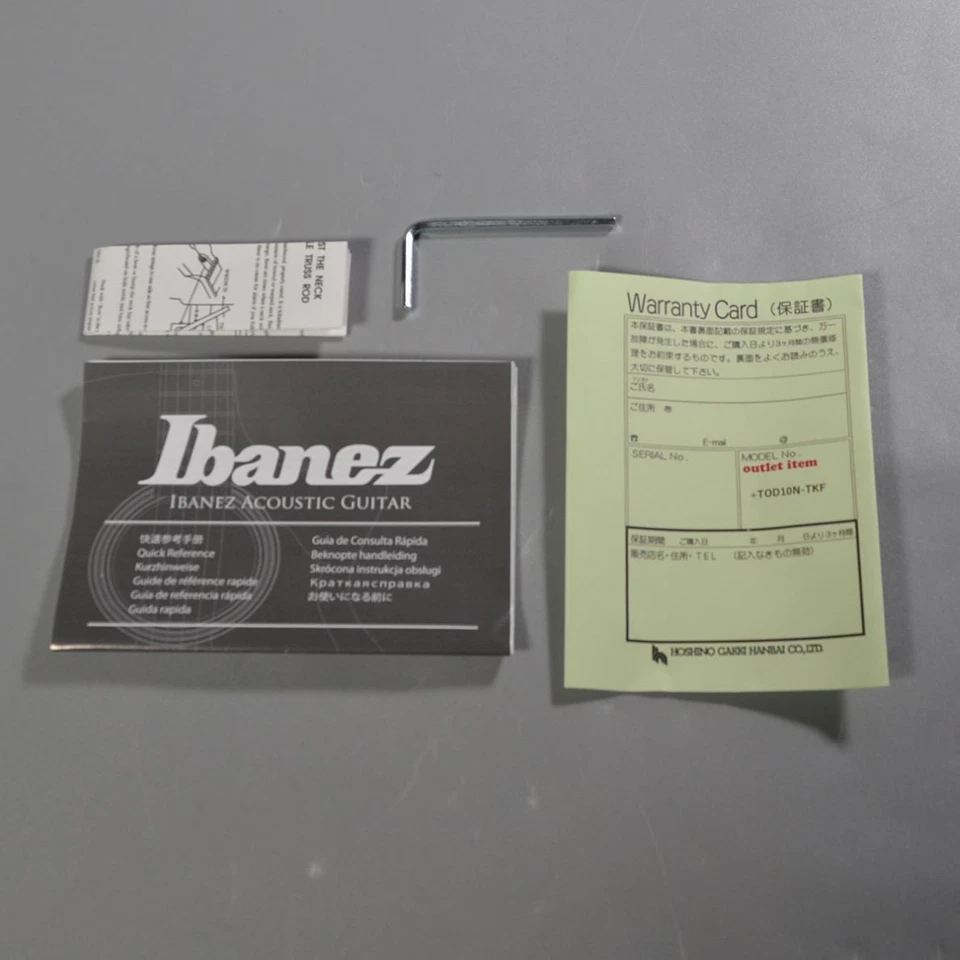 ST THE NECK
LE TRUSS ROD
WRENCH
Ibanez
IBANEZ ACOUSTIC GUITAR
快速参考手册
Quick Reference
Kurzhinweise
Guide de référence rapide
Guía de referencia rápida
Guida rapida
Guia de Consulta Rápida
Beknopte handleiding
Skrócona instrukcja obsługi
Краткая справка
お使いになる前に
Warranty Card (保証書)
本保証書は、本書裏面記載の保証規定に基づき、万一
故障が発生した場合に、ご購入日より3ヶ月間の無償修
理をお約束するものです。裏面をよくお読みのうえ、
大切に保管して下さい。
フリガナ
ご氏名
ご住所 〒
☎ E-mail @
SERIAL No.
MODEL No.
outlet item
+TOD10N-TKF
保証期間 ご購入日 年 月 日より3ヶ月間
販売店名・住所・TEL (記入なきもの無効)
HOSHINO GAKKI HANBAI CO., LTD.